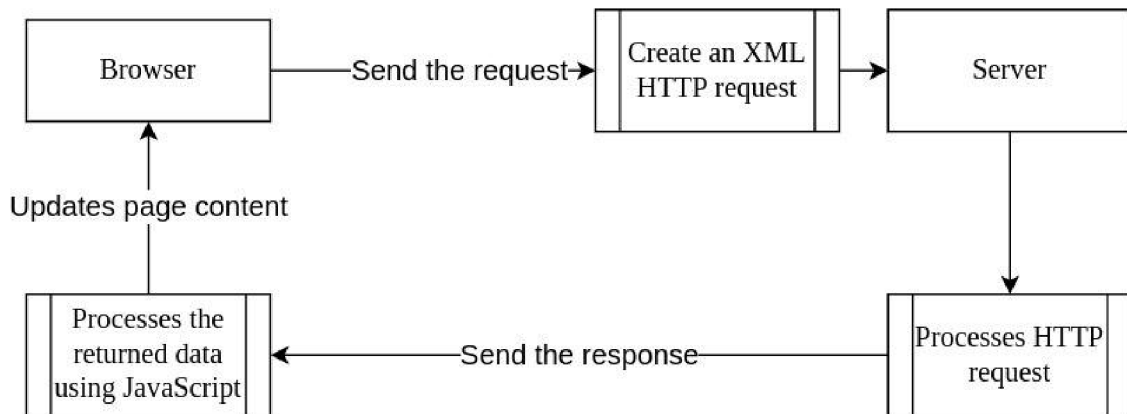 Browser
Send the request
Create an XML
HTTP request
Server
Updates page content
Processes the
returned data
using JavaScript
Send the response
Processes HTTP
request